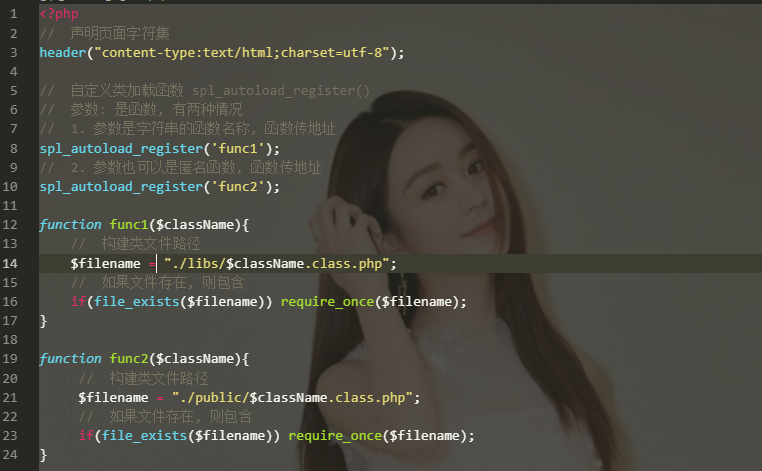 1 <?php
2 // 声明页面字符集
3 header("content-type:text/html;charset=utf-8");
4
5 // 自定义类加载函数 spl_autoload_register()
6 // 参数: 是函数, 有两种情况
7 // 1. 参数是字符串的函数名称, 函数传地址
8 spl_autoload_register('func1');
9 // 2. 参数也可以是匿名函数, 函数传地址
10 spl_autoload_register('func2');
11
12 function func1($className){
13 // 构建类文件路径
14 $filename = "./libs/$className.class.php";
15 // 如果文件存在, 则包含
16 if(file_exists($filename)) require_once($filename);
17 }
18
19 function func2($className){
20 // 构建类文件路径
21 $filename = "./public/$className.class.php";
22 // 如果文件存在, 则包含
23 if(file_exists($filename)) require_once($filename);
24 }